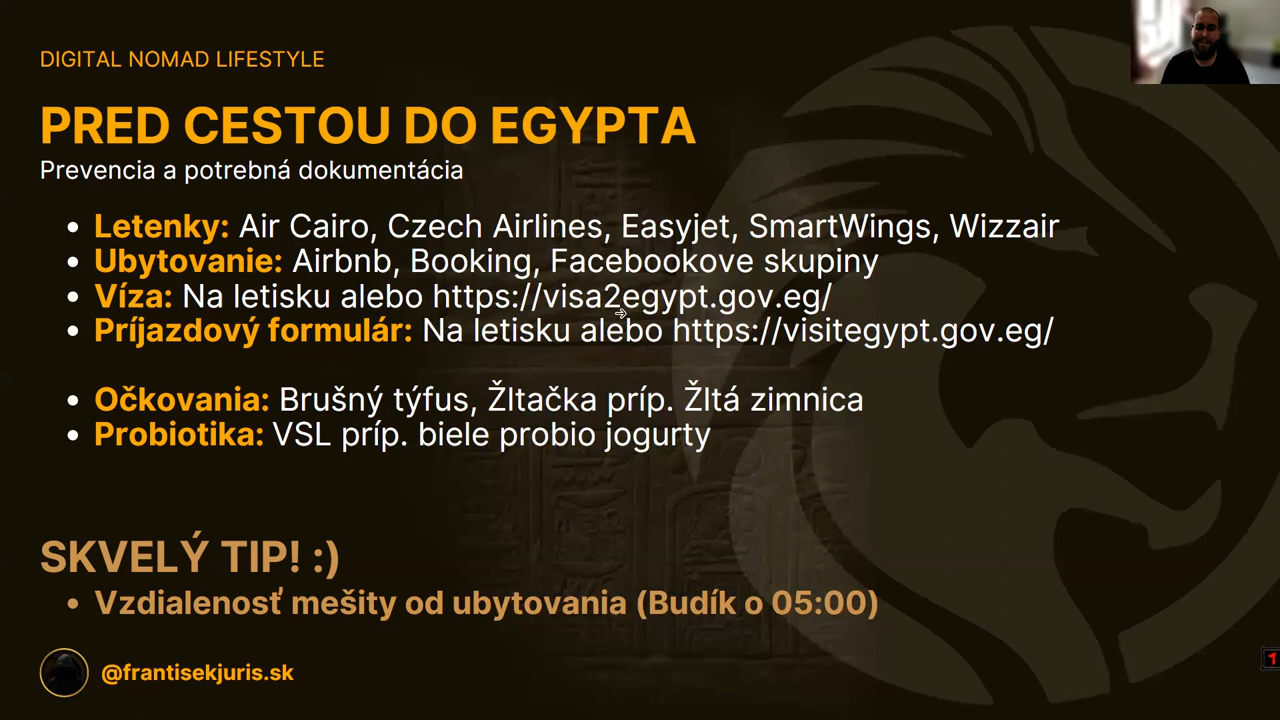 DIGITAL NOMAD LIFESTYLE
PRED CESTOU DO EGYPTA
Prevencia a potrebná dokumentácia
• Letenky: Air Cairo, Czech Airlines, Easyjet, SmartWings, Wizzair
• Ubytovanie: Airbnb, Booking, Facebookove skupiny
• Víza: Na letisku alebo https://visa2egypt.gov.eg/
• Príjazdový formulár: Na letisku alebo https://visitegypt.gov.eg/
• Očkovania: Brušný týfus, Žltačka príp. Žltá zimnica
• Probiotika: VSL príp. biele probio jogurty
SKVELÝ TIP! :)
• Vzdialenosť mešity od ubytovania (Budík o 05:00)
@frantisekjuris.sk
1